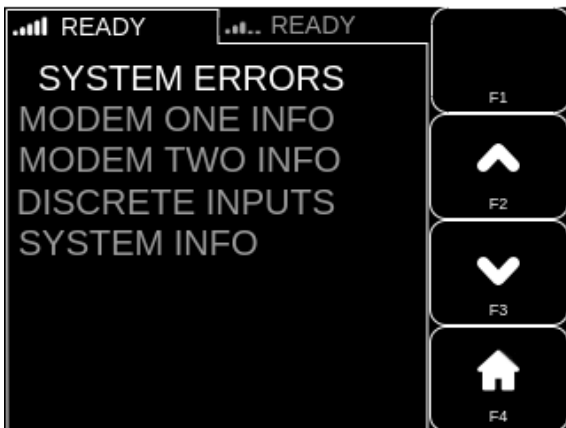 READY READY
SYSTEM ERRORS
MODEM ONE INFO
MODEM TWO INFO
DISCRETE INPUTS
SYSTEM INFO
F1
F2
F3
F4